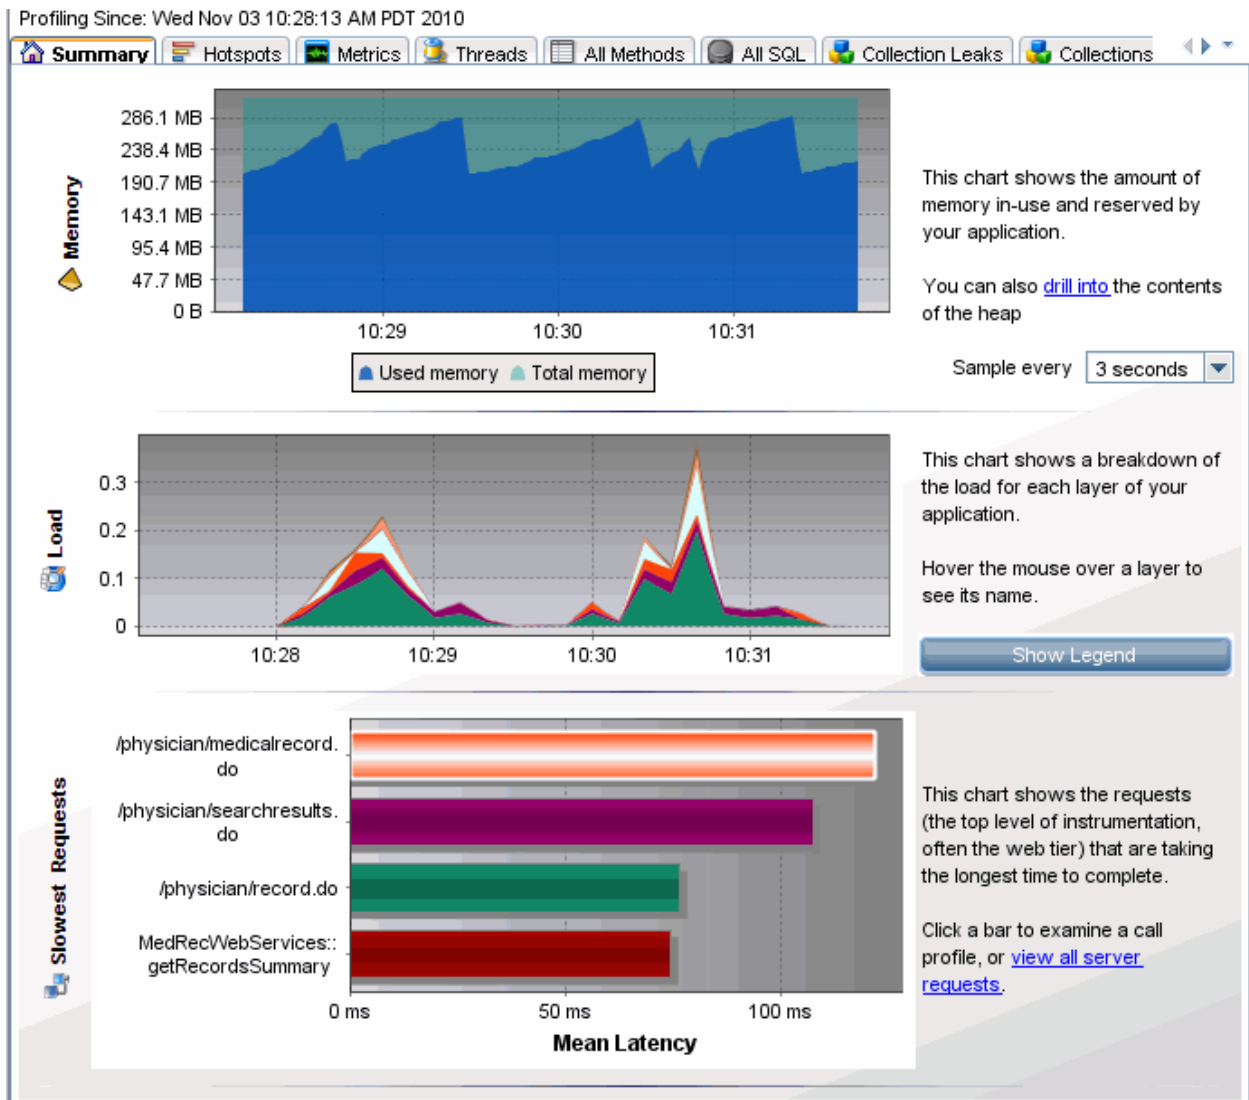 Profiling Since: Wed Nov 03 10:28:13 AM PDT 2010
Summary Hotspots Metrics Threads All Methods All SQL Collection Leaks Collections
Memory
286.1 MB
238.4 MB
190.7 MB
143.1 MB
95.4 MB
47.7 MB
0 B
10:29 10:30 10:31
Used memory Total memory
This chart shows the amount of
memory in-use and reserved by
your application.
You can also drill into the contents
of the heap
Sample every 3 seconds
Load
0.3
0.2
0.1
0
10:28 10:29 10:30 10:31
This chart shows a breakdown of
the load for each layer of your
application.
Hover the mouse over a layer to
see its name.
Show Legend
Slowest Requests
/physician/medicalrecord.
do
/physician/searchresults.
do
/physician/record.do
MedRecWebServices::
getRecordsSummary
0 ms 50 ms 100 ms
Mean Latency
This chart shows the requests
(the top level of instrumentation,
often the web tier) that are taking
the longest time to complete.
Click a bar to examine a call
profile, or view all server
requests.